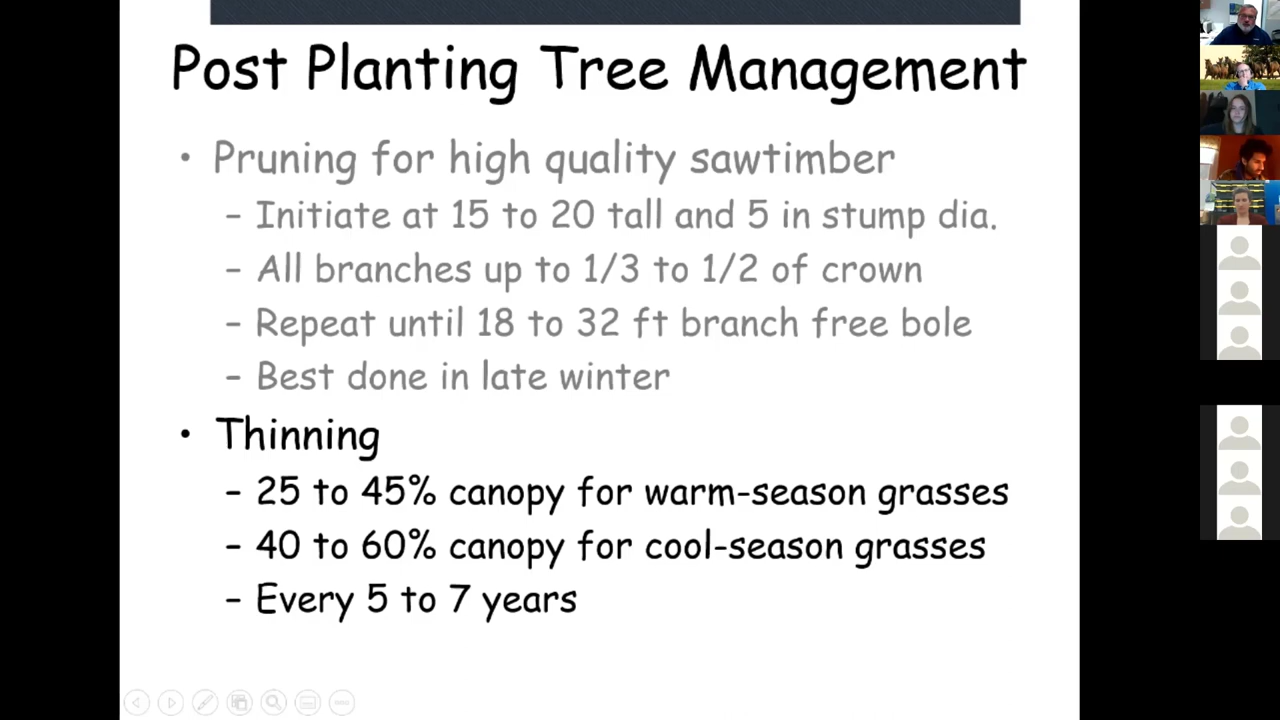 Post Planting Tree Management
• Pruning for high quality sawtimber
– Initiate at 15 to 20 tall and 5 in stump dia.
– All branches up to 1/3 to 1/2 of crown
– Repeat until 18 to 32 ft branch free bole
– Best done in late winter
• Thinning
– 25 to 45% canopy for warm-season grasses
– 40 to 60% canopy for cool-season grasses
– Every 5 to 7 years